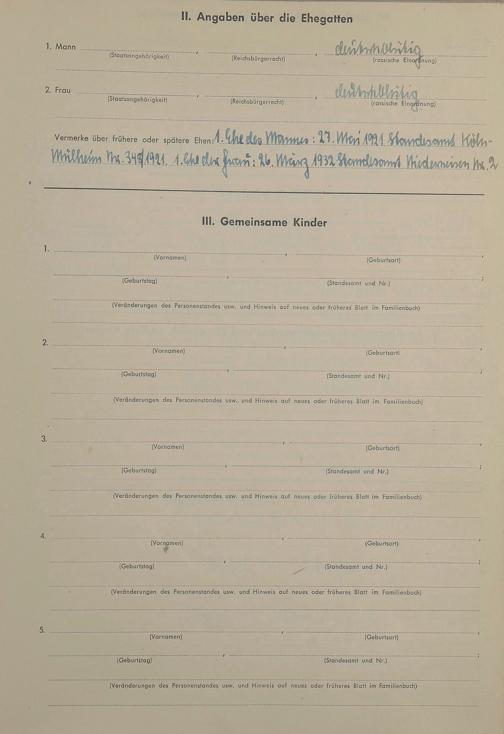 II. Angaben über die Ehegatten
1. Mann , , deutschblütig
(Staatsangehörigkeit) (Reichsbürgerrecht) (rassische Einordnung)
2. Frau , , deutschblütig
(Staatsangehörigkeit) (Reichsbürgerrecht) (rassische Einordnung)
Vermerke über frühere oder spätere Ehen: 1. Ehe des Mannes: 27. Mai 1921 Standesamt Köln-
Mülheim Nr. 349/1921. 1. Ehe der Frau: 26. März 1932 Standesamt Niederneisen Nr. 2
III. Gemeinsame Kinder
1. , ;
(Vornamen) (Geburtsort)
, ;
(Geburtstag) (Standesamt und Nr.)
(Veränderungen des Personenstandes usw. und Hinweis auf neues oder früheres Blatt im Familienbuch)
2. , ;
(Vornamen) (Geburtsort)
, ;
(Geburtstag) (Standesamt und Nr.)
(Veränderungen des Personenstandes usw. und Hinweis auf neues oder früheres Blatt im Familienbuch)
3. , ;
(Vornamen) (Geburtsort)
, ;
(Geburtstag) (Standesamt und Nr.)
(Veränderungen des Personenstandes usw. und Hinweis auf neues oder früheres Blatt im Familienbuch)
4. , ;
(Vornamen) (Geburtsort)
, ;
(Geburtstag) (Standesamt und Nr.)
(Veränderungen des Personenstandes usw. und Hinweis auf neues oder früheres Blatt im Familienbuch)
5. , ;
(Vornamen) (Geburtsort)
, ;
(Geburtstag) (Standesamt und Nr.)
(Veränderungen des Personenstandes usw. und Hinweis auf neues oder früheres Blatt im Familienbuch)